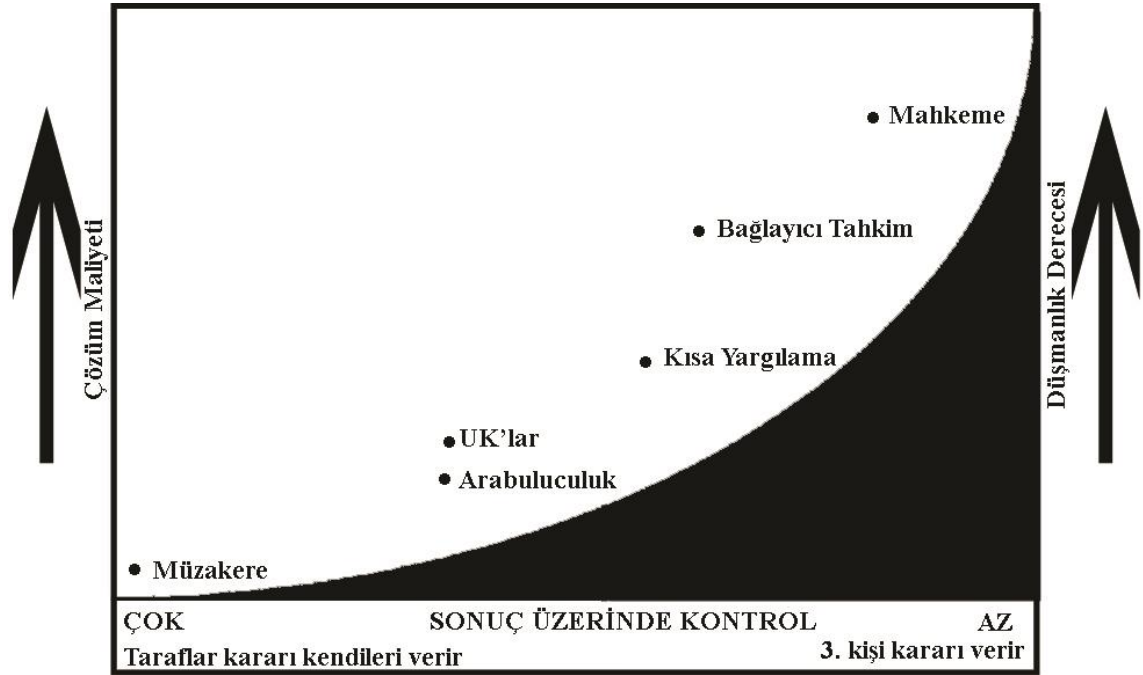 Mahkeme
Bağlayıcı Tahkim
Kısa Yargılama
UK’lar
Arabuluculuk
Müzakere
Çözüm Maliyeti
Düşmanlık Derecesi
ÇOK SONUÇ ÜZERİNDE KONTROL AZ
Taraflar kararı kendileri verir 3. kişi kararı verir